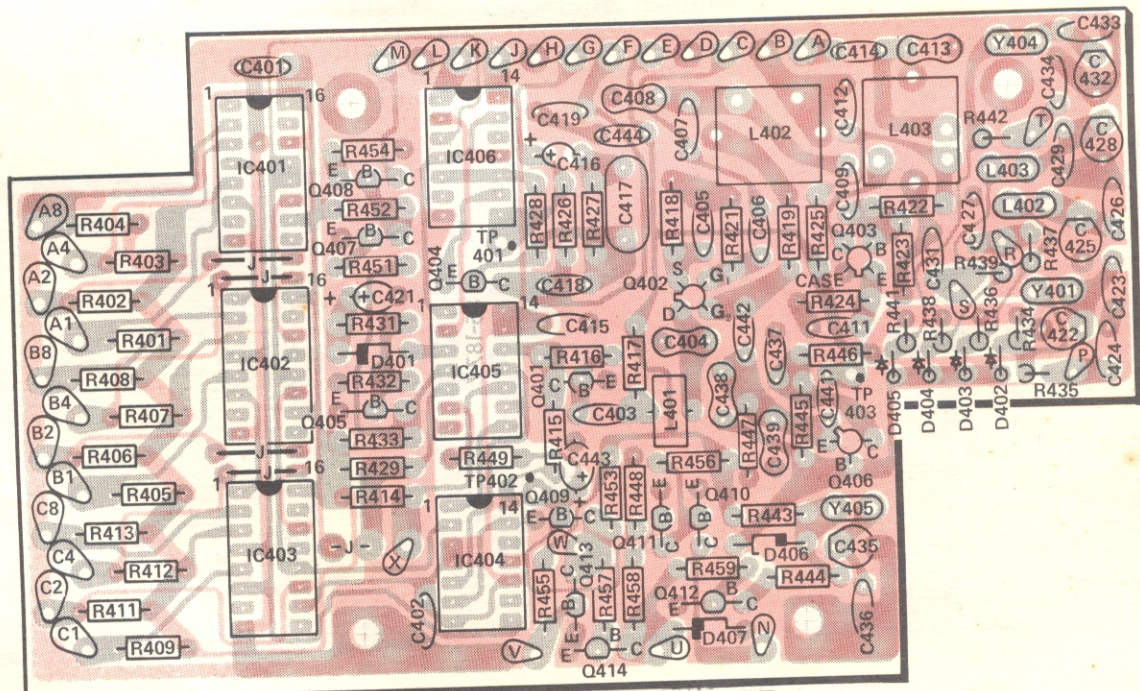 C433
M L K J H G F E D C B A C414 C413 Y404
C401 C434 C 432
1 16 1 14 C408 C412 R442 T
C419 C407 L402 L403 C 428
C444 C429
R454 + C416
IC401 IC406 L403
E B C Q408 C417 C409
A8 R404 R452 R428 R426 R427 R418 C405 R421 C406 R419 R425 R422 C427 L402 C426
A4 Q407 B C TP 401 Q403 R423 C431 R437 C 425
R403 J R451 Q404 B C E R439 R
A2 J 16 E B C C418 Q402 S G1 CASE
R402 1 + C421 1 14 D G2 R424 R441 R438 S R436 Y401 C423
A1 R431 C415 C404 C442 C437 C411 R434 C 422
R401 IC402 D401 IC405 R416 R417 R446 C424
B8 R408 R432 Q401 C B E C438 C441 TP 403 P
B4 E B C C403 L401 D405 D404 D403 D402 R435
R407 Q405 R415 R447 C439 R445 E C
B2 R433 C443 B
R406 J R449 R456 Q406
B1 J 16 R429 + R453 R448
R405 1 R414 TP402 Q409 E E Q410 Y405
C8 1 14 E B C B B R443
R413 J W C Q411 C C D406 C435
C4 IC403 X IC404 Q413 R459
R412 R455 R457 R458 R444
C2 B Q412 B C
R411 C402 E E C436
C1 E B C D407 N
R409 V Q414 U